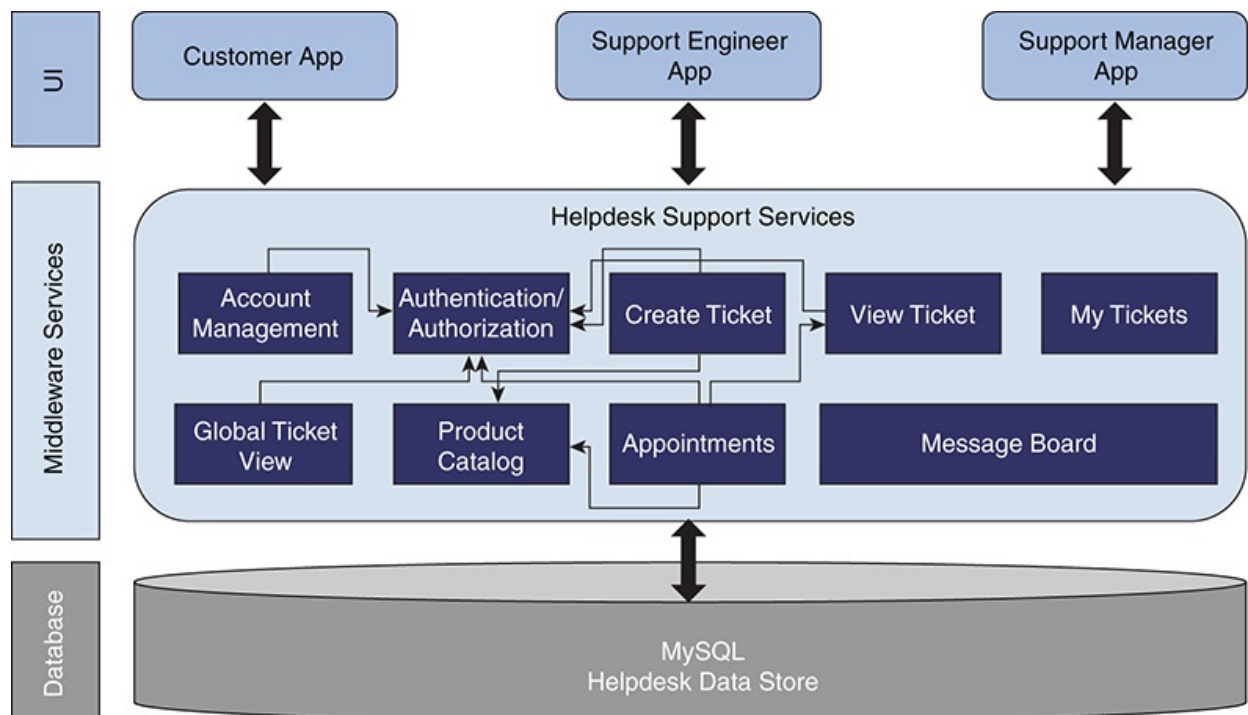 UI
Customer App
Support Engineer
App
Support Manager
App
Middleware Services
Helpdesk Support Services
Account
Management
Authentication/
Authorization
Create Ticket
View Ticket
My Tickets
Global Ticket
View
Product
Catalog
Appointments
Message Board
Database
MySQL
Helpdesk Data Store